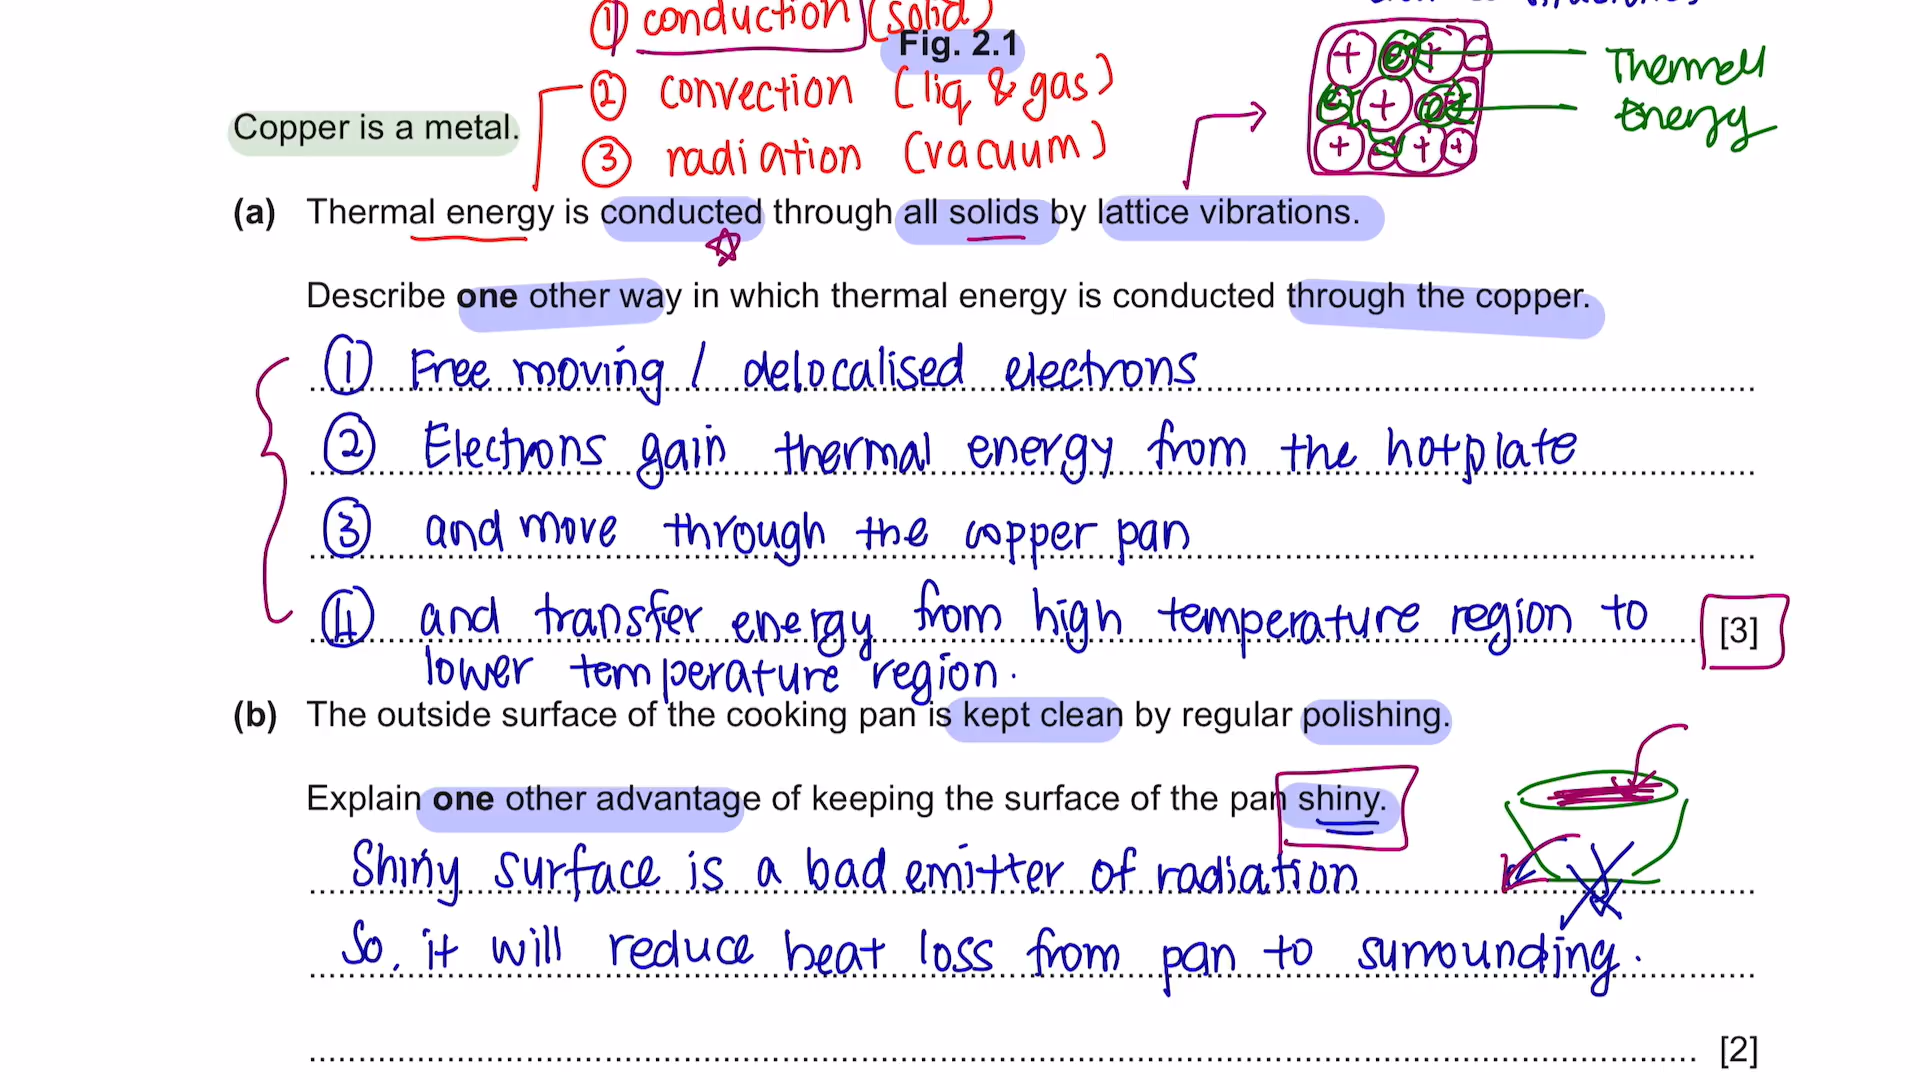 ① conduction (solid)
Fig. 2.1
② convection (liq & gas)
Thermal
Energy
Copper is a metal.
③ radiation (vacuum)
(a) Thermal energy is conducted through all solids by lattice vibrations.
Describe one other way in which thermal energy is conducted through the copper.
① Free moving / delocalised electrons
② Electrons gain thermal energy from the hotplate
③ and move through the copper pan
④ and transfer energy from high temperature region to
lower temperature region.
[3]
(b) The outside surface of the cooking pan is kept clean by regular polishing.
Explain one other advantage of keeping the surface of the pan shiny.
Shiny surface is a bad emitter of radiation
So, it will reduce heat loss from pan to surrounding.
[2]